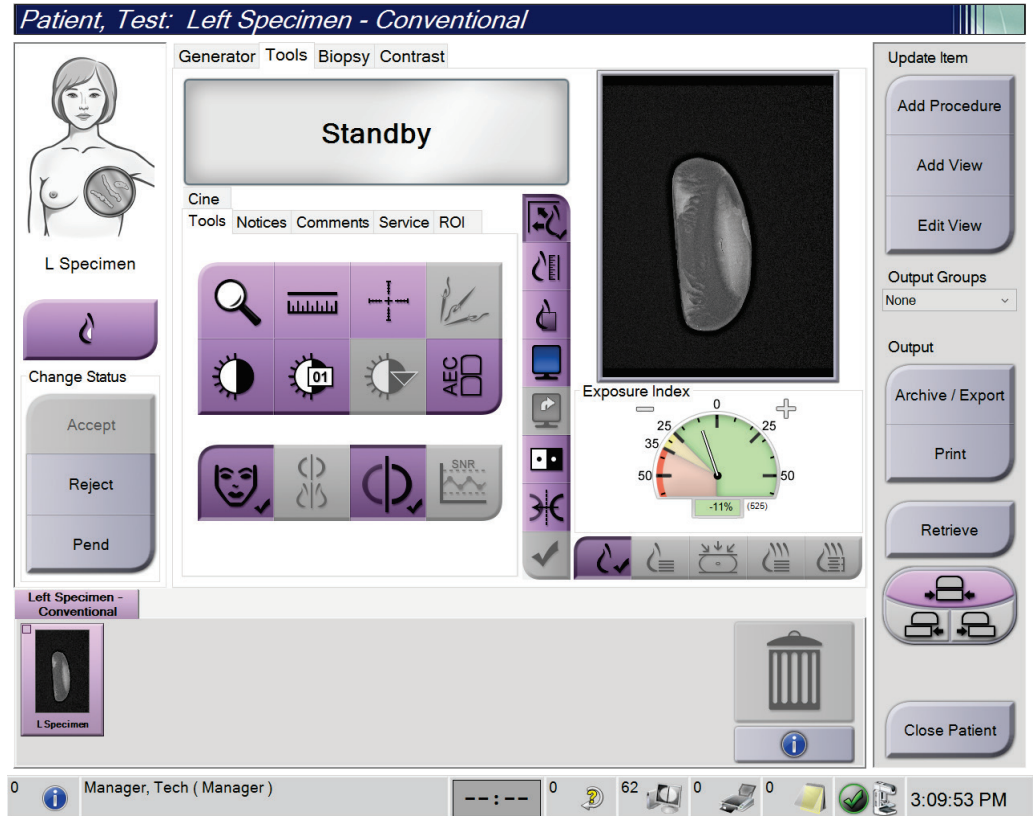 Patient, Test: Left Specimen - Conventional
Generator Tools Biopsy Contrast
Standby
Cine
Tools Notices Comments Service ROI
01
AEC
SNR
L Specimen
Change Status
Accept
Reject
Pend
Exposure Index
0
25 25
35
50 50
-11% (525)
Update Item
Add Procedure
Add View
Edit View
Output Groups
None
Output
Archive / Export
Print
Retrieve
Close Patient
Left Specimen -
Conventional
L Specimen
0 Manager, Tech ( Manager ) --:-- 0 62 0 0 3:09:53 PM